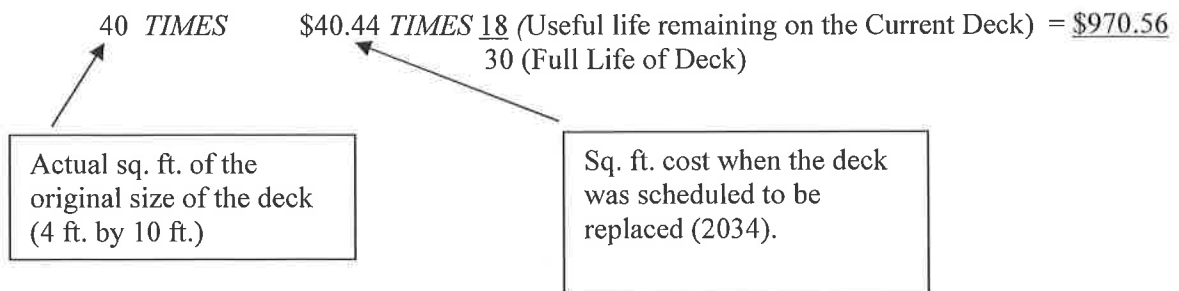 40 TIMES $40.44 TIMES 18 (Useful life remaining on the Current Deck) = $970.56
30 (Full Life of Deck)
Actual sq. ft. of the
original size of the deck
(4 ft. by 10 ft.)
Sq. ft. cost when the deck
was scheduled to be
replaced (2034).